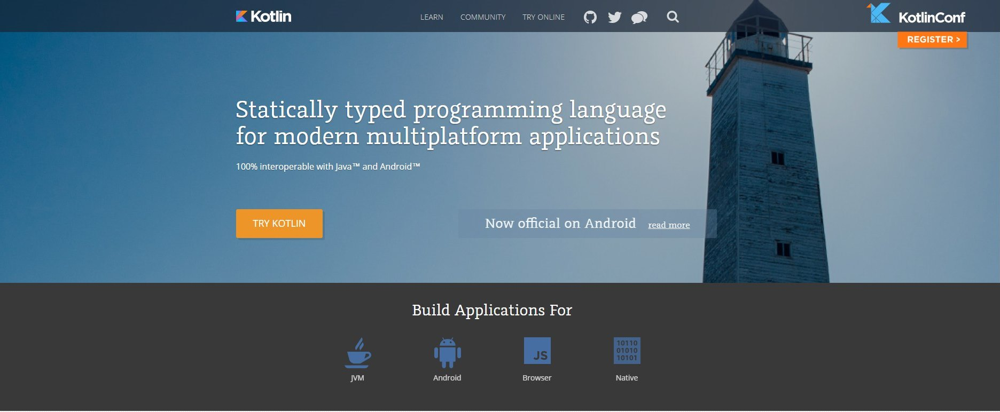 Kotlin
LEARN
COMMUNITY
TRY ONLINE
KotlinConf
REGISTER >
Statically typed programming language
for modern multiplatform applications
100% interoperable with Java™ and Android™
TRY KOTLIN
Now official on Android read more
Build Applications For
JS
10110
01010
10101
JVM
Android
Browser
Native